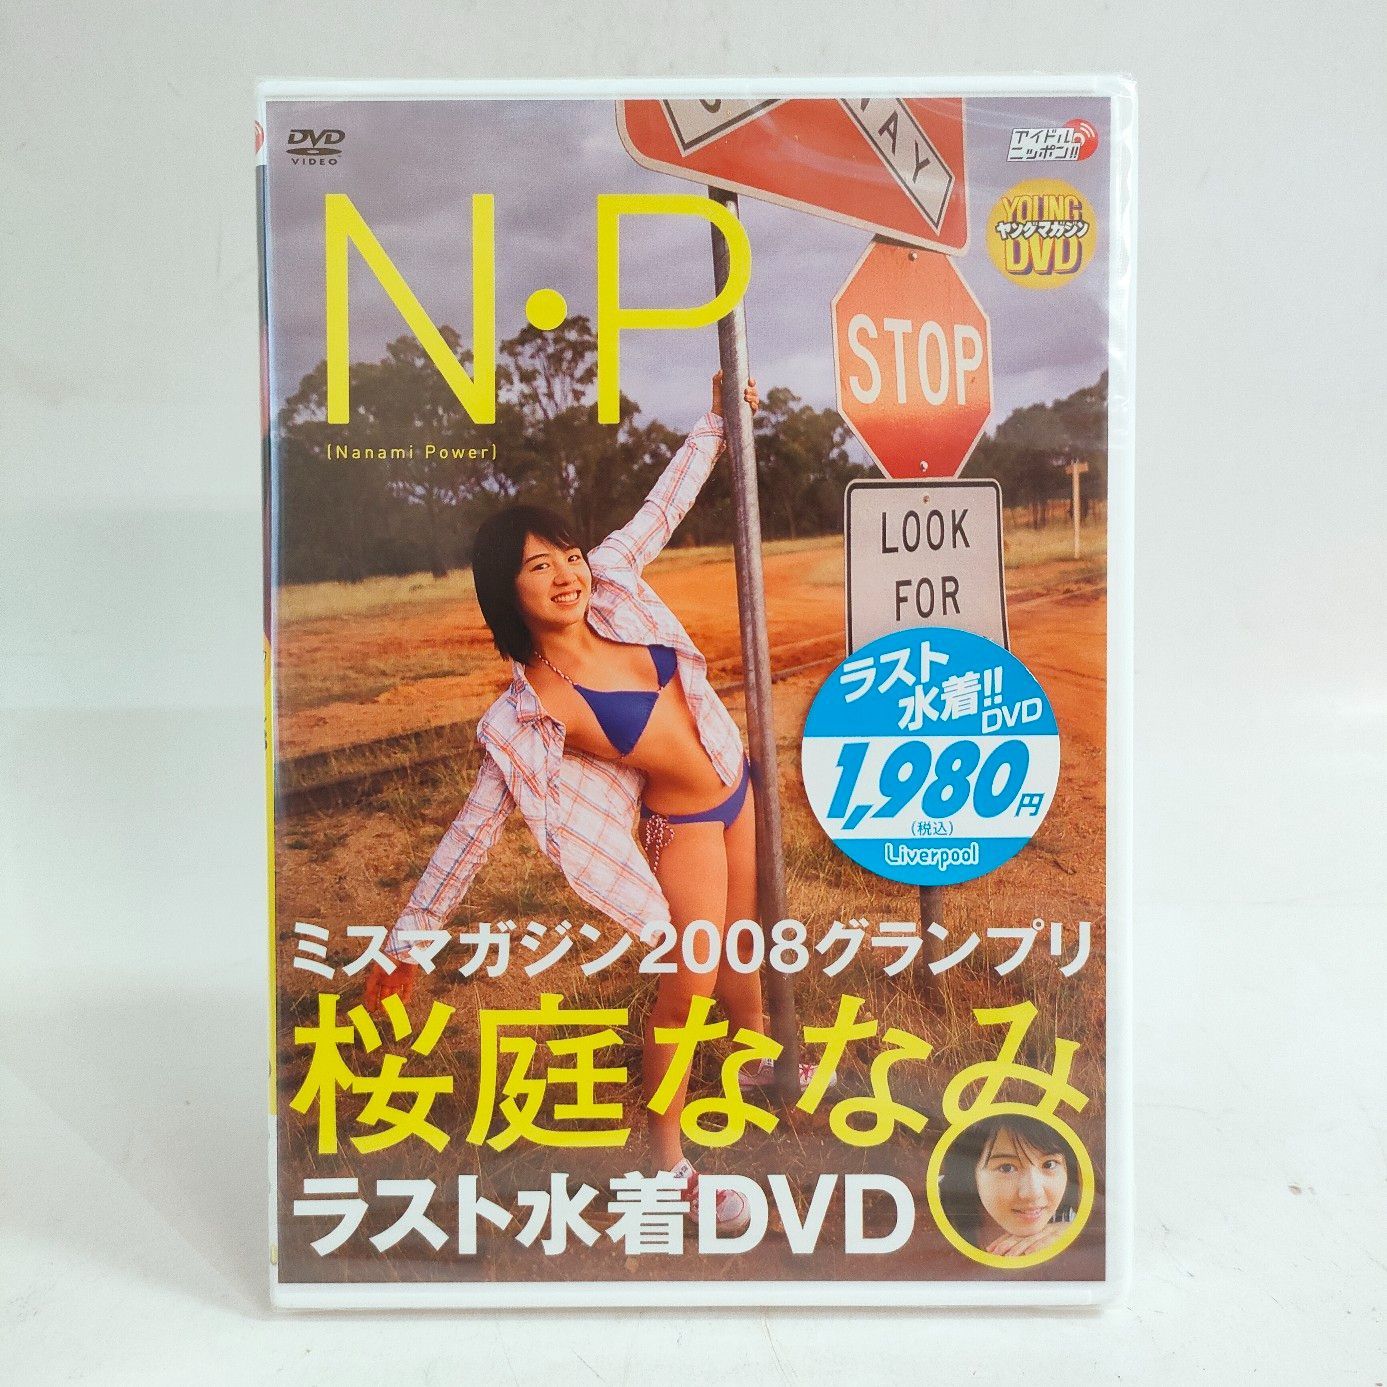 DVD
VIDEO
アイドル
ニッポン!!
YOUNG
ヤングマガジン
DVD
N・P
(Nanami Power)
WAY
STOP
LOOK
FOR
ラスト
水着!!
DVD
1,980円
(税込)
Liverpool
ミスマガジン2008グランプリ
桜庭ななみ
ラスト水着DVD